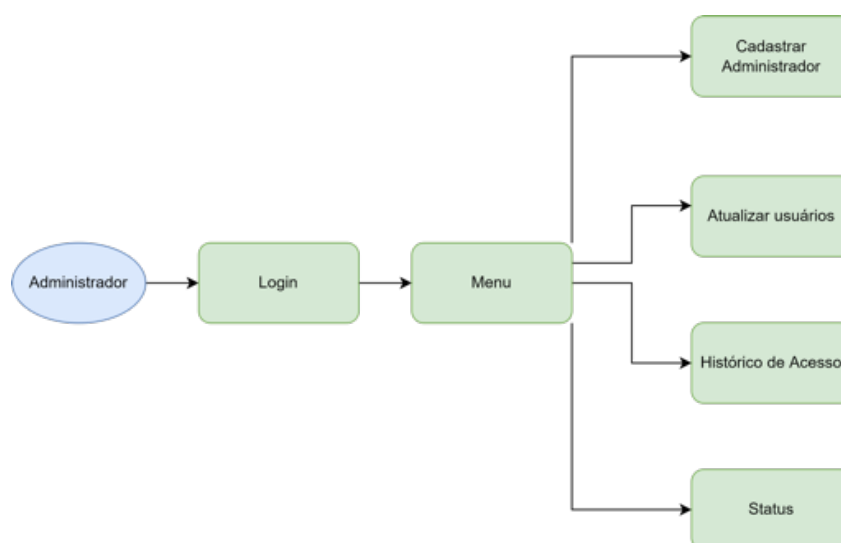 Cadastrar
Administrador
Atualizar usuários
Administrador
Login
Menu
Histórico de Acesso
Status